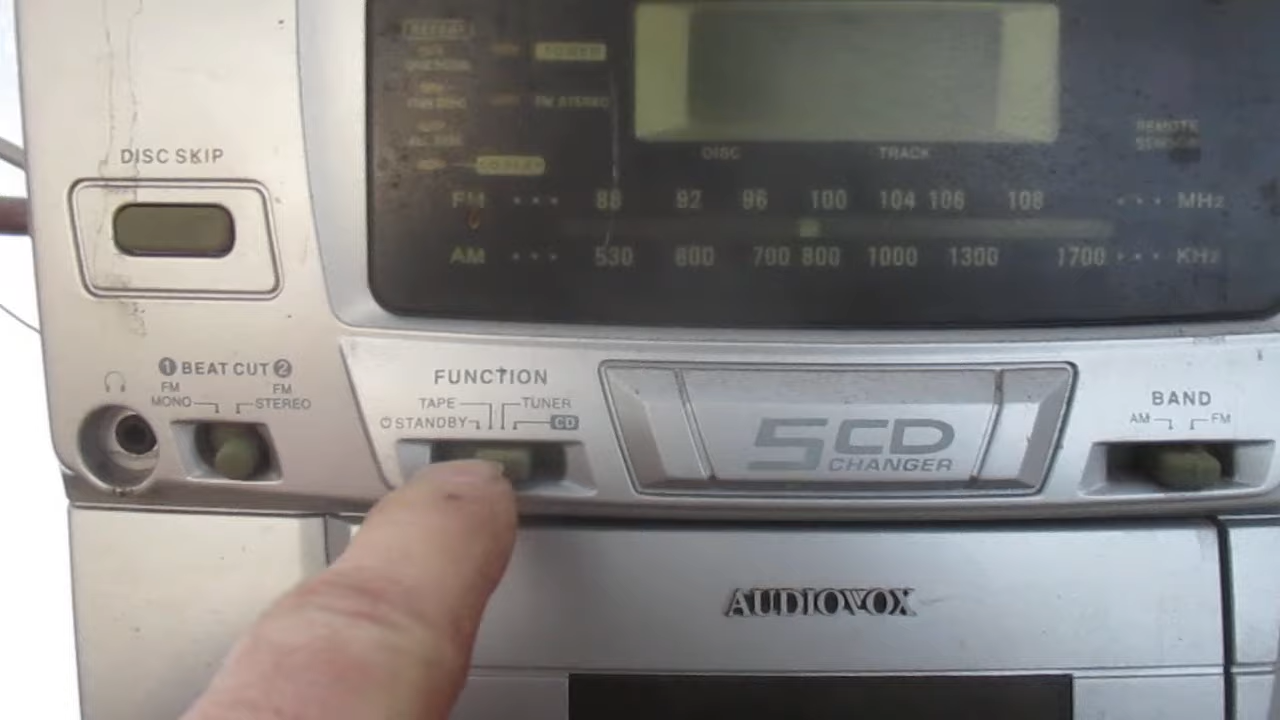 POWER
FM STEREO
DISC SKIP
DISC TRACK
REMOTE
SENSOR
FM 88 92 96 100 104 106 108 MHz
AM 530 600 700 800 1000 1300 1700 KHz
1 BEAT CUT 2
FM
MONO
FM
STEREO
FUNCTION
TAPE TUNER
STANDBY CD
5 CD
CHANGER
BAND
AM FM
AUDIOVOX